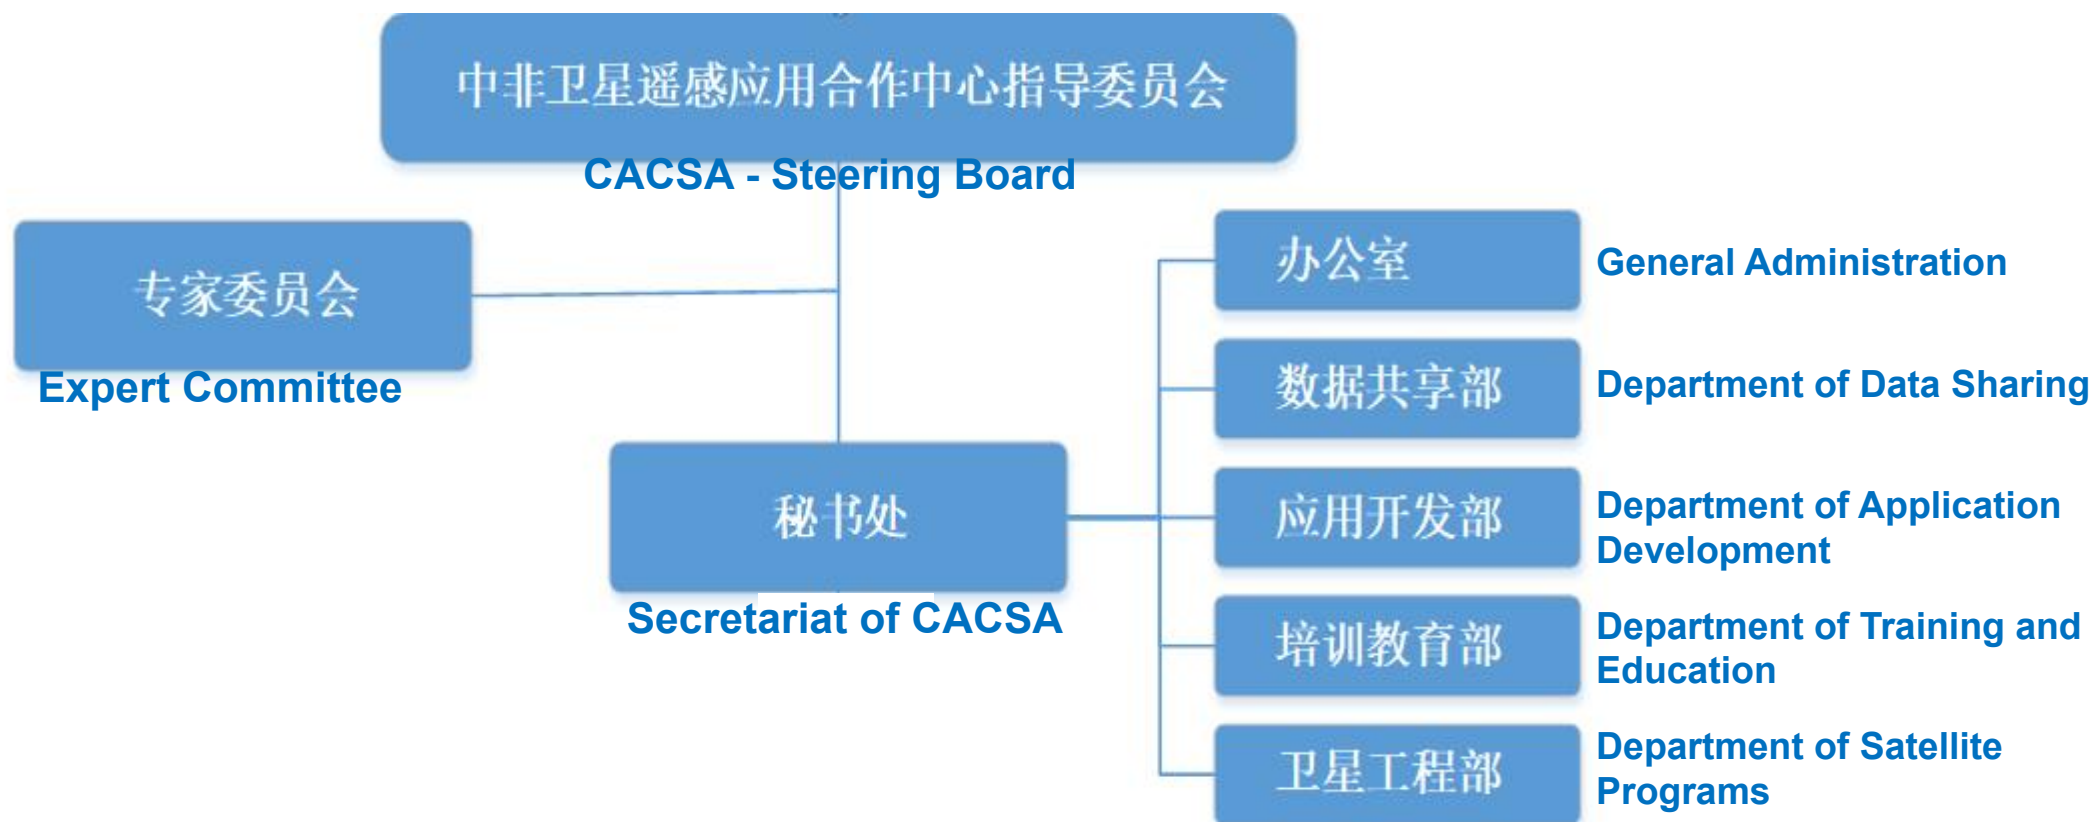 中非卫星遥感应用合作中心指导委员会
CACSA - Steering Board
专家委员会
Expert Committee
秘书处
Secretariat of CACSA
办公室
General Administration
数据共享部
Department of Data Sharing
应用开发部
Department of Application
Development
培训教育部
Department of Training and
Education
卫星工程部
Department of Satellite
Programs